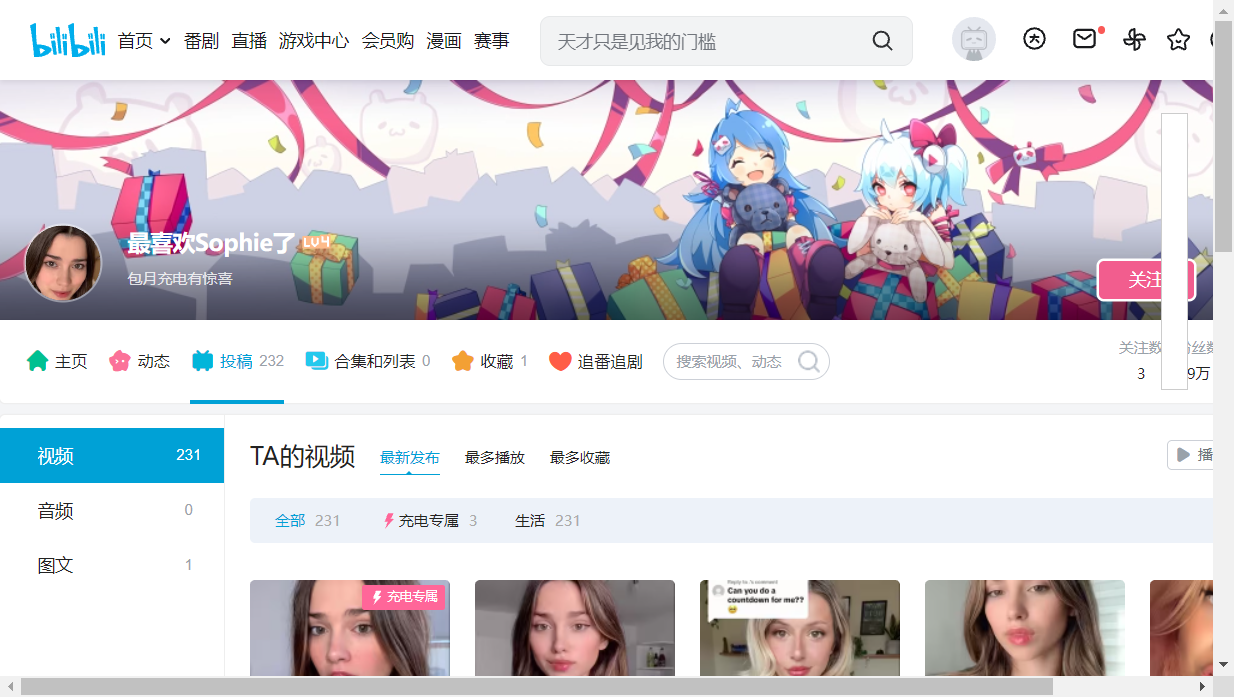 bilibili 首页 番剧 直播 游戏中心 会员购 漫画 赛事 天才只是见我的门槛
最喜欢Sophie了 LV4
包月充电有惊喜
关注
主页 动态 投稿 232 合集和列表 0 收藏 1 追番追剧 搜索视频、动态
关注数 丝数
3 9万
视频 231
音频 0
图文 1
TA的视频 最新发布 最多播放 最多收藏 播
全部 231 充电专属 3 生活 231
充电专属
Can you do a
countdown for me??